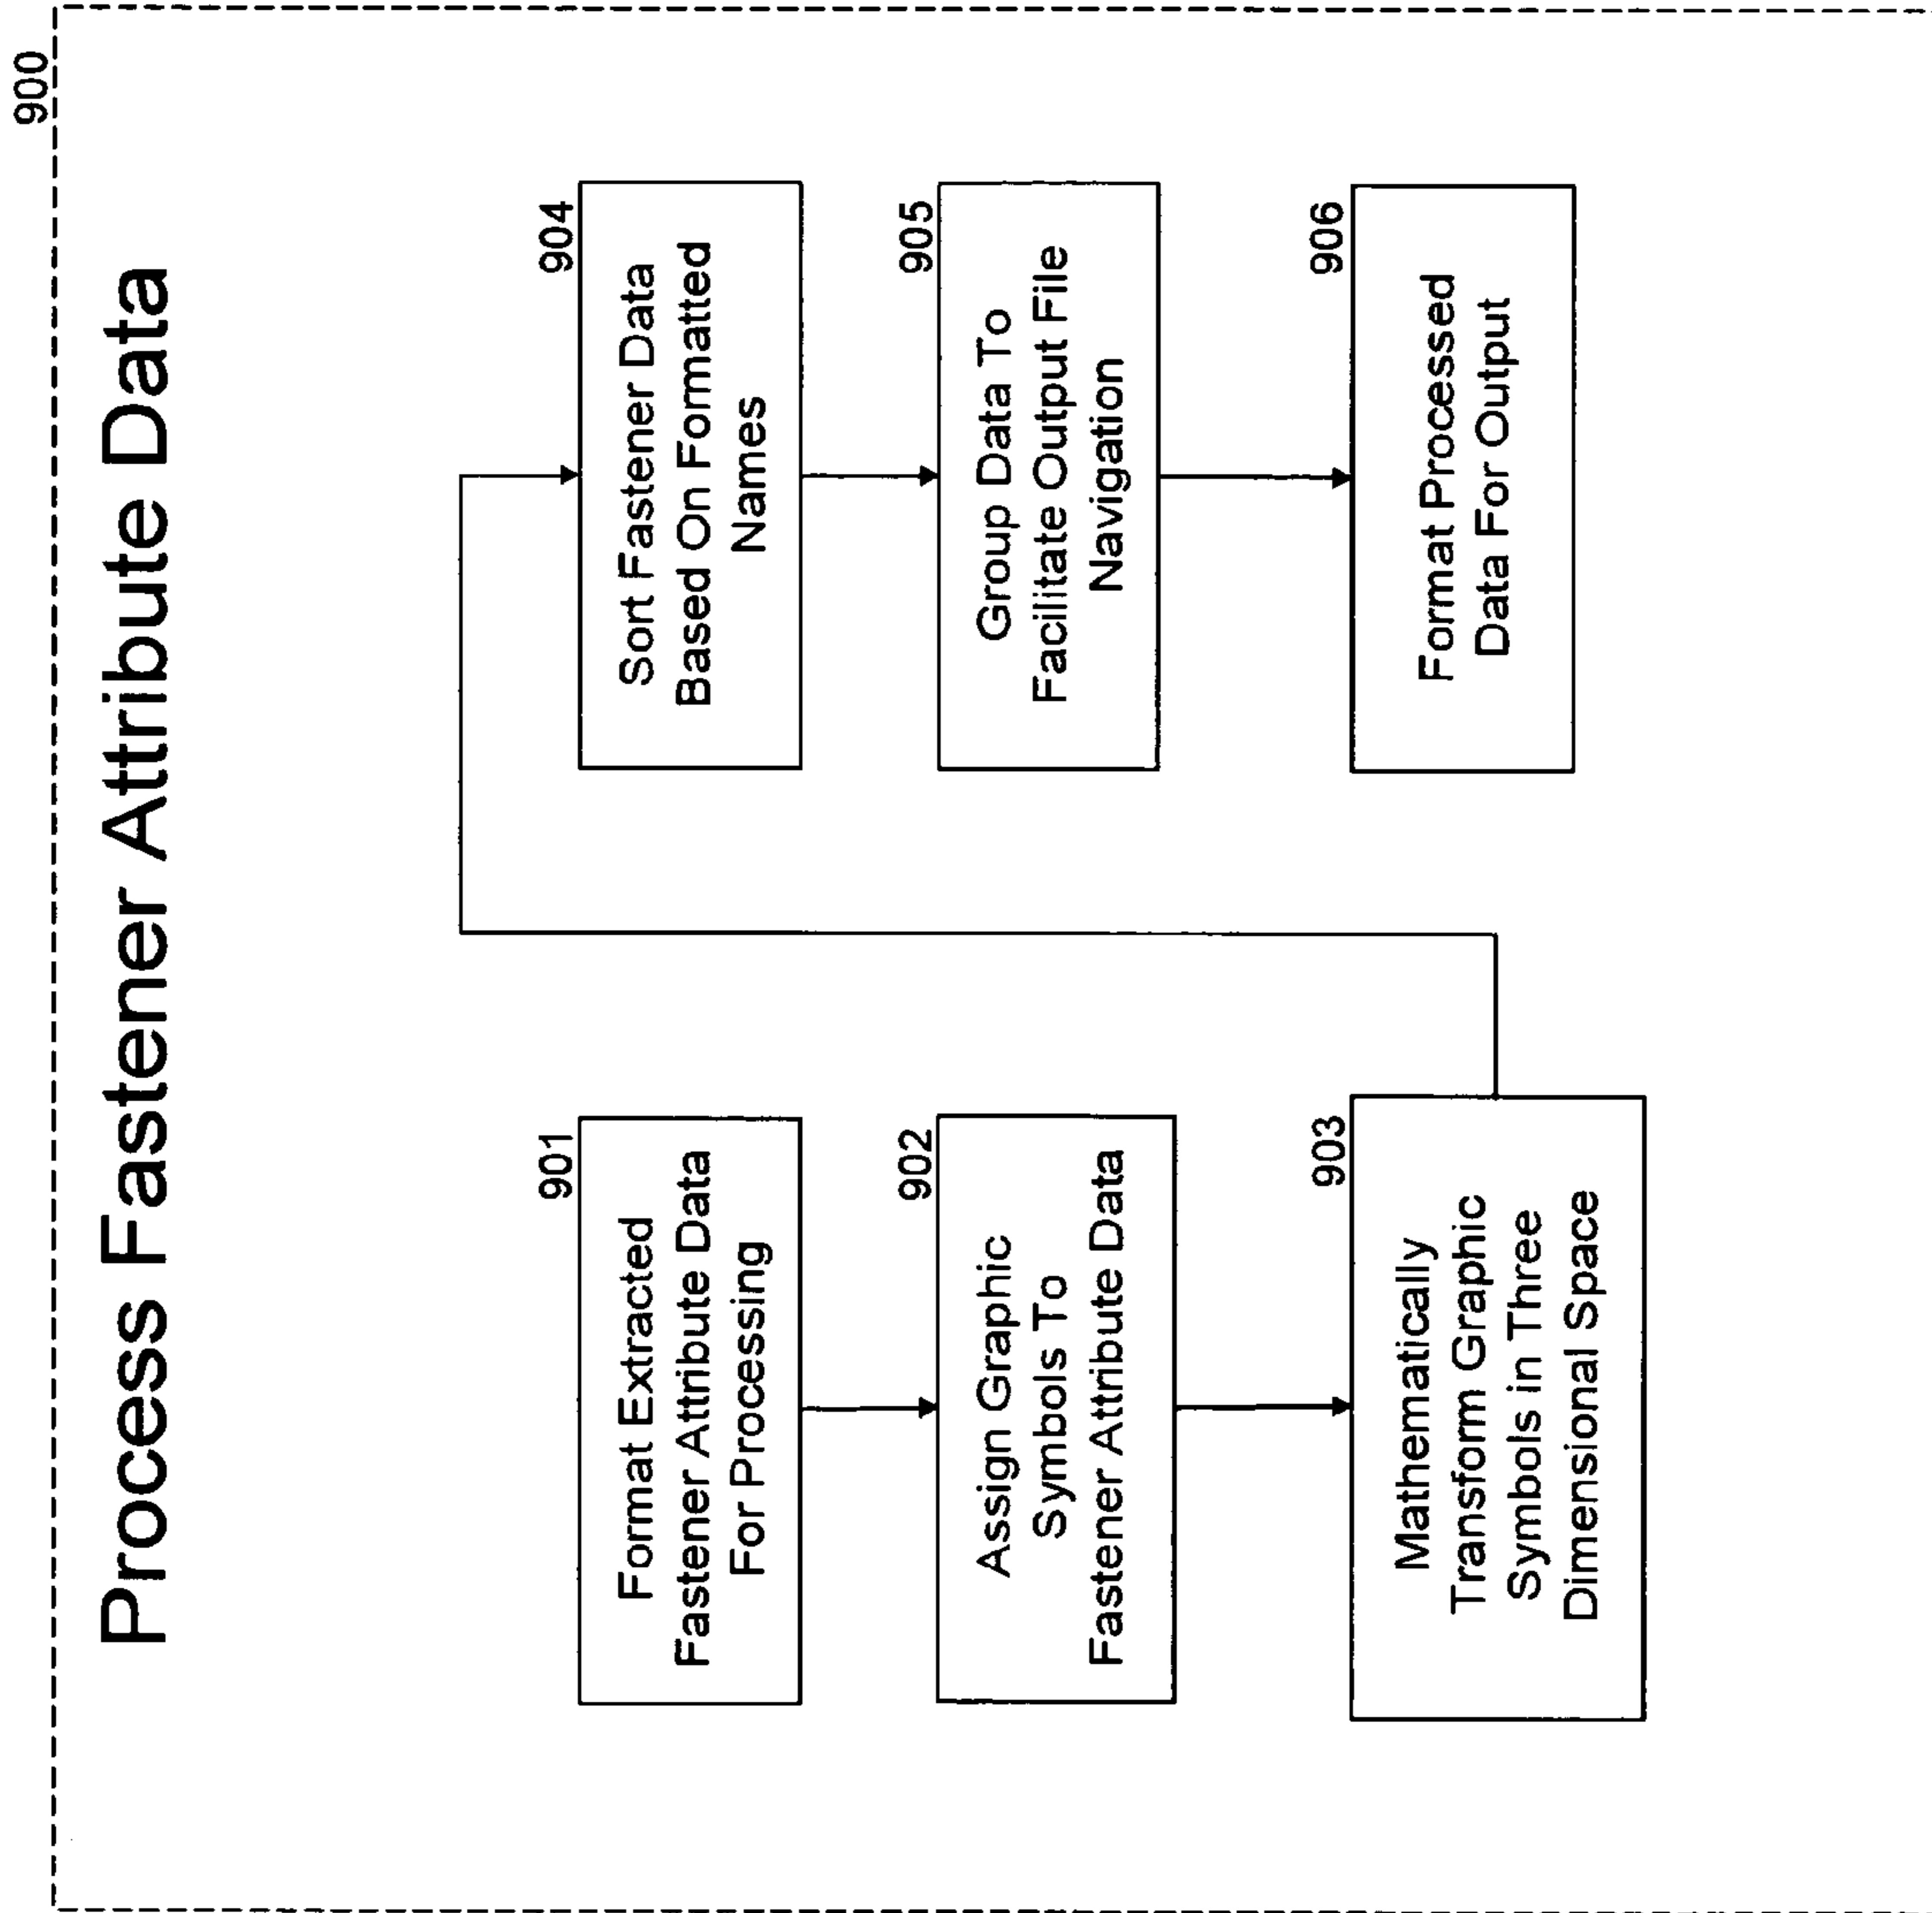 900
Process Fastener Attribute Data
901
Format Extracted
Fastener Attribute Data
For Processing
902
Assign Graphic
Symbols To
Fastener Attribute Data
903
Mathematically
Transform Graphic
Symbols in Three
Dimensional Space
904
Sort Fastener Data
Based On Formatted
Names
905
Group Data To
Facilitate Output File
Navigation
906
Format Processed
Data For Output